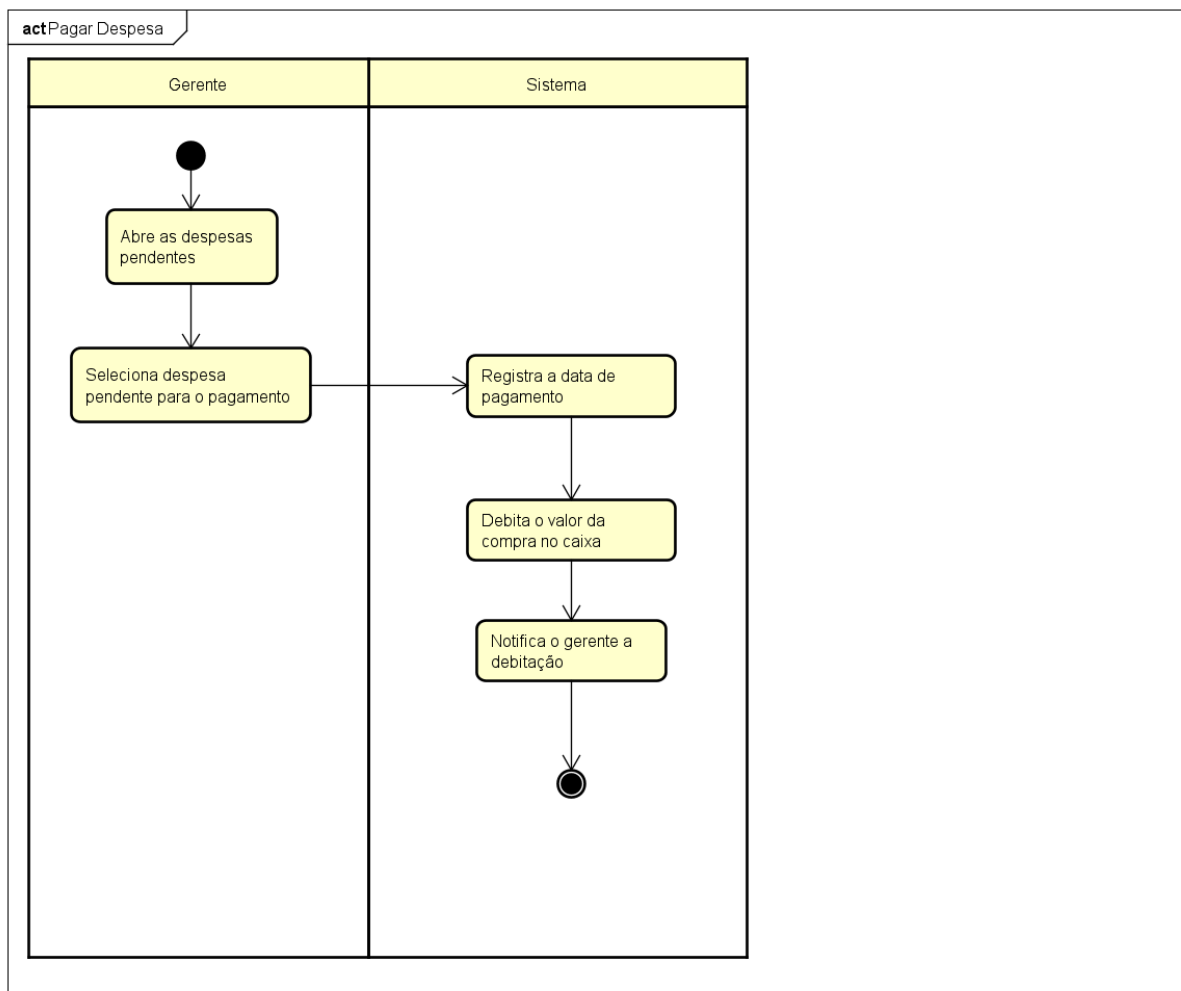 act Pagar Despesa
Gerente
Sistema
Abre as despesas
pendentes
Seleciona despesa
pendente para o pagamento
Registra a data de
pagamento
Debita o valor da
compra no caixa
Notifica o gerente a
debitação